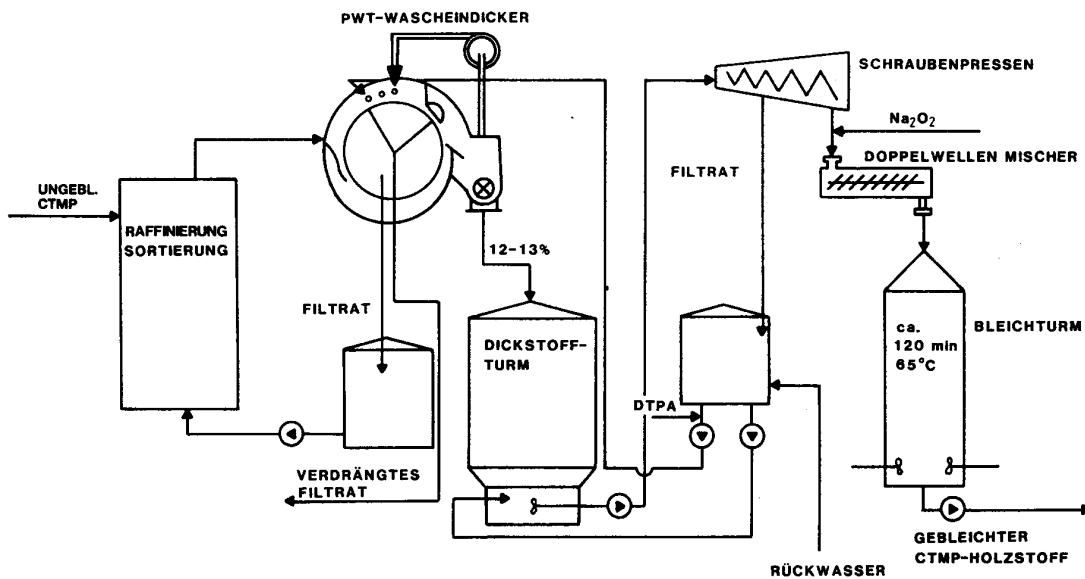 PWT-WASCHEINDICKER
SCHRAUBENPRESSEN
Na₂O₂
DOPPELWELLEN MISCHER
FILTRAT
UNGEBL.
CTMP
RAFFINIERUNG
SORTIERUNG
12-13%
FILTRAT
DICKSTOFF-
TURM
ca.
120 min
65°C
BLEICHTURM
DTPA
VERDRÄNGTES
FILTRAT
GEBLEICHTER
CTMP-HOLZSTOFF
RÜCKWASSER